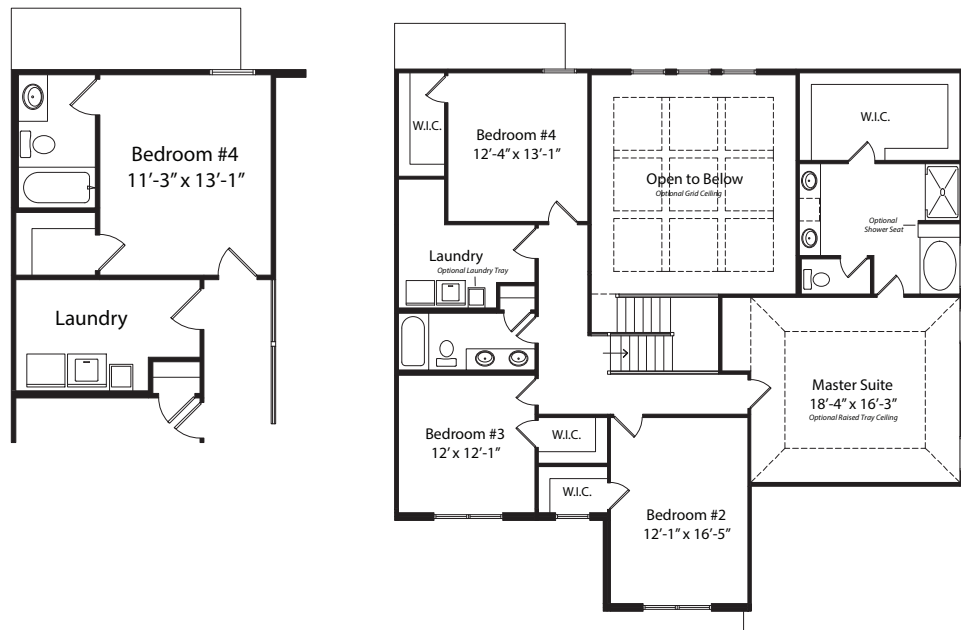 Bedroom #4
11’-3” x 13’-1”
Laundry
W.I.C.
Bedroom #4
12’-4” x 13’-1”
Open to Below
Optional Grid Ceiling
W.I.C.
Optional
Shower Seat
Laundry
Optional Laundry Tray
Master Suite
18’-4” x 16’-3”
Optional Raised Tray Ceiling
Bedroom #3
12’ x 12’-1”
W.I.C.
W.I.C.
Bedroom #2
12’-1” x 16’-5”